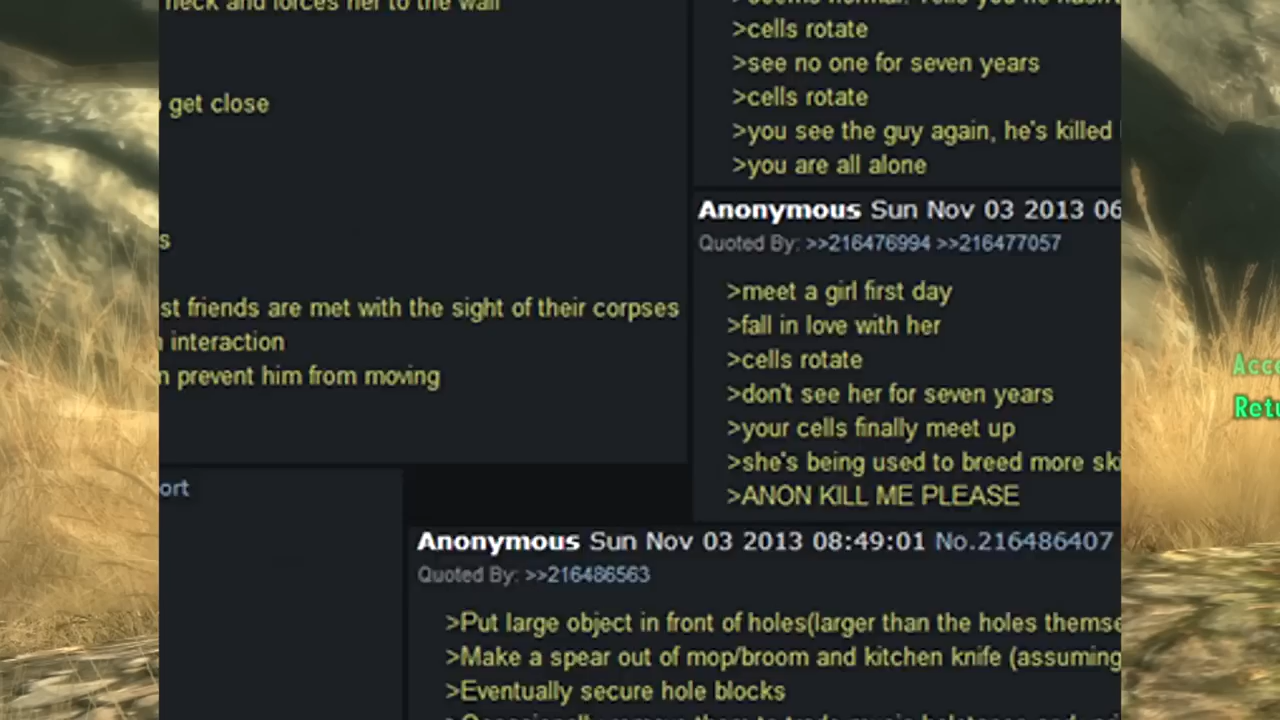 neck and forces her to the wall
get close
s
st friends are met with the sight of their corpses
interaction
n prevent him from moving
ort
>cells rotate
>see no one for seven years
>cells rotate
>you see the guy again, he's killed
>you are all alone
Anonymous Sun Nov 03 2013 06
Quoted By: >>216476994 >>216477057
>meet a girl first day
>fall in love with her
>cells rotate
>don't see her for seven years
>your cells finally meet up
>she's being used to breed more ski
>ANON KILL ME PLEASE
Anonymous Sun Nov 03 2013 08:49:01 No.216486407
Quoted By: >>216486563
>Put large object in front of holes(larger than the holes themse
>Make a spear out of mop/broom and kitchen knife (assuming
>Eventually secure hole blocks
Acce
Retu